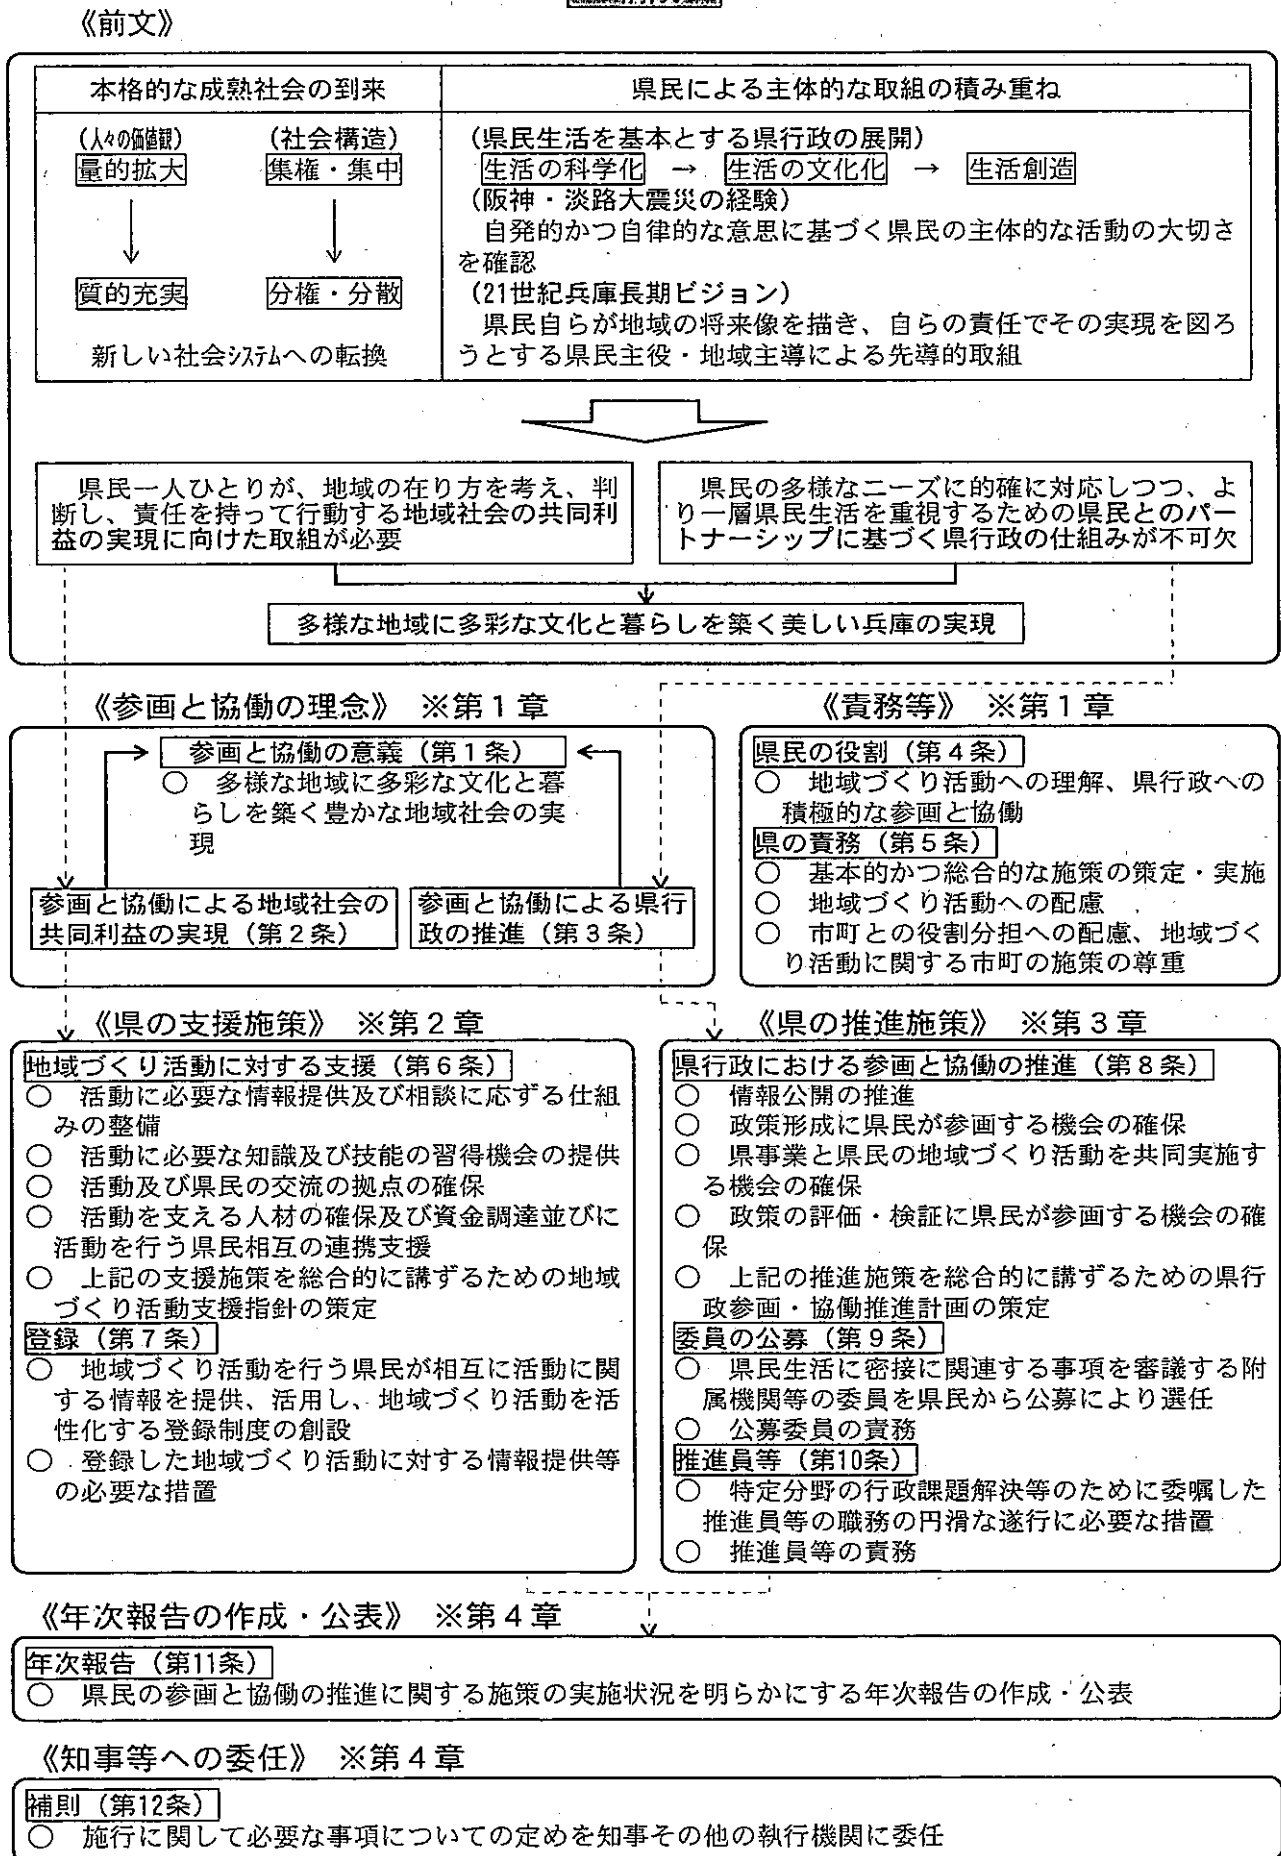 《前文》
本格的な成熟社会の到来
県民による主体的な取組の積み重ね
(人々の価値観)
(社会構造)
量的拡大
集権・集中
質的充実
分権・分散
新しい社会システムへの転換
(県民生活を基本とする県行政の展開)
生活の科学化 → 生活の文化化 → 生活創造
(阪神・淡路大震災の経験)
自発的かつ自律的な意思に基づく県民の主体的な活動の大切さ
を確認
(21世紀兵庫長期ビジョン)
県民自らが地域の将来像を描き、自らの責任でその実現を図ろ
うとする県民主役・地域主導による先導的取組
県民一人ひとりが、地域の在り方を考え、判
断し、責任を持って行動する地域社会の共同利
益の実現に向けた取組が必要
県民の多様なニーズに的確に対応しつつ、よ
り一層県民生活を重視するための県民とのパー
トナーシップに基づく県行政の仕組みが不可欠
多様な地域に多彩な文化と暮らしを築く美しい兵庫の実現
《参画と協働の理念》 ※第1章
参画と協働の意義(第1条)
○ 多様な地域に多彩な文化と暮
らしを築く豊かな地域社会の実
現
参画と協働による地域社会の
共同利益の実現(第2条)
参画と協働による県行
政の推進(第3条)
《責務等》 ※第1章
県民の役割(第4条)
○ 地域づくり活動への理解、県行政への
積極的な参画と協働
県の責務(第5条)
○ 基本的かつ総合的な施策の策定・実施
○ 地域づくり活動への配慮
○ 市町との役割分担への配慮、地域づく
り活動に関する市町の施策の尊重
《県の支援施策》 ※第2章
地域づくり活動に対する支援(第6条)
○ 活動に必要な情報提供及び相談に応ずる仕組
みの整備
○ 活動に必要な知識及び技能の習得機会の提供
○ 活動及び県民の交流の拠点の確保
○ 活動を支える人材の確保及び資金調達並びに
活動を行う県民相互の連携支援
○ 上記の支援施策を総合的に講ずるための地域
づくり活動支援指針の策定
登録(第7条)
○ 地域づくり活動を行う県民が相互に活動に関
する情報を提供、活用し、地域づくり活動を活
性化する登録制度の創設
○ 登録した地域づくり活動に対する情報提供等
の必要な措置
《県の推進施策》 ※第3章
県行政における参画と協働の推進(第8条)
○ 情報公開の推進
○ 政策形成に県民が参画する機会の確保
○ 県事業と県民の地域づくり活動を共同実施す
る機会の確保
○ 政策の評価・検証に県民が参画する機会の確
保
○ 上記の推進施策を総合的に講ずるための県行
政参画・協働推進計画の策定
委員の公募(第9条)
○ 県民生活に密接に関連する事項を審議する附
属機関等の委員を県民から公募により選任
○ 公募委員の責務
推進員等(第10条)
○ 特定分野の行政課題解決等のために委嘱した
推進員等の職務の円滑な遂行に必要な措置
○ 推進員等の責務
《年次報告の作成・公表》 ※第4章
年次報告(第11条)
○ 県民の参画と協働の推進に関する施策の実施状況を明らかにする年次報告の作成・公表
《知事等への委任》 ※第4章
補則(第12条)
○ 施行に関して必要な事項についての定めを知事その他の執行機関に委任